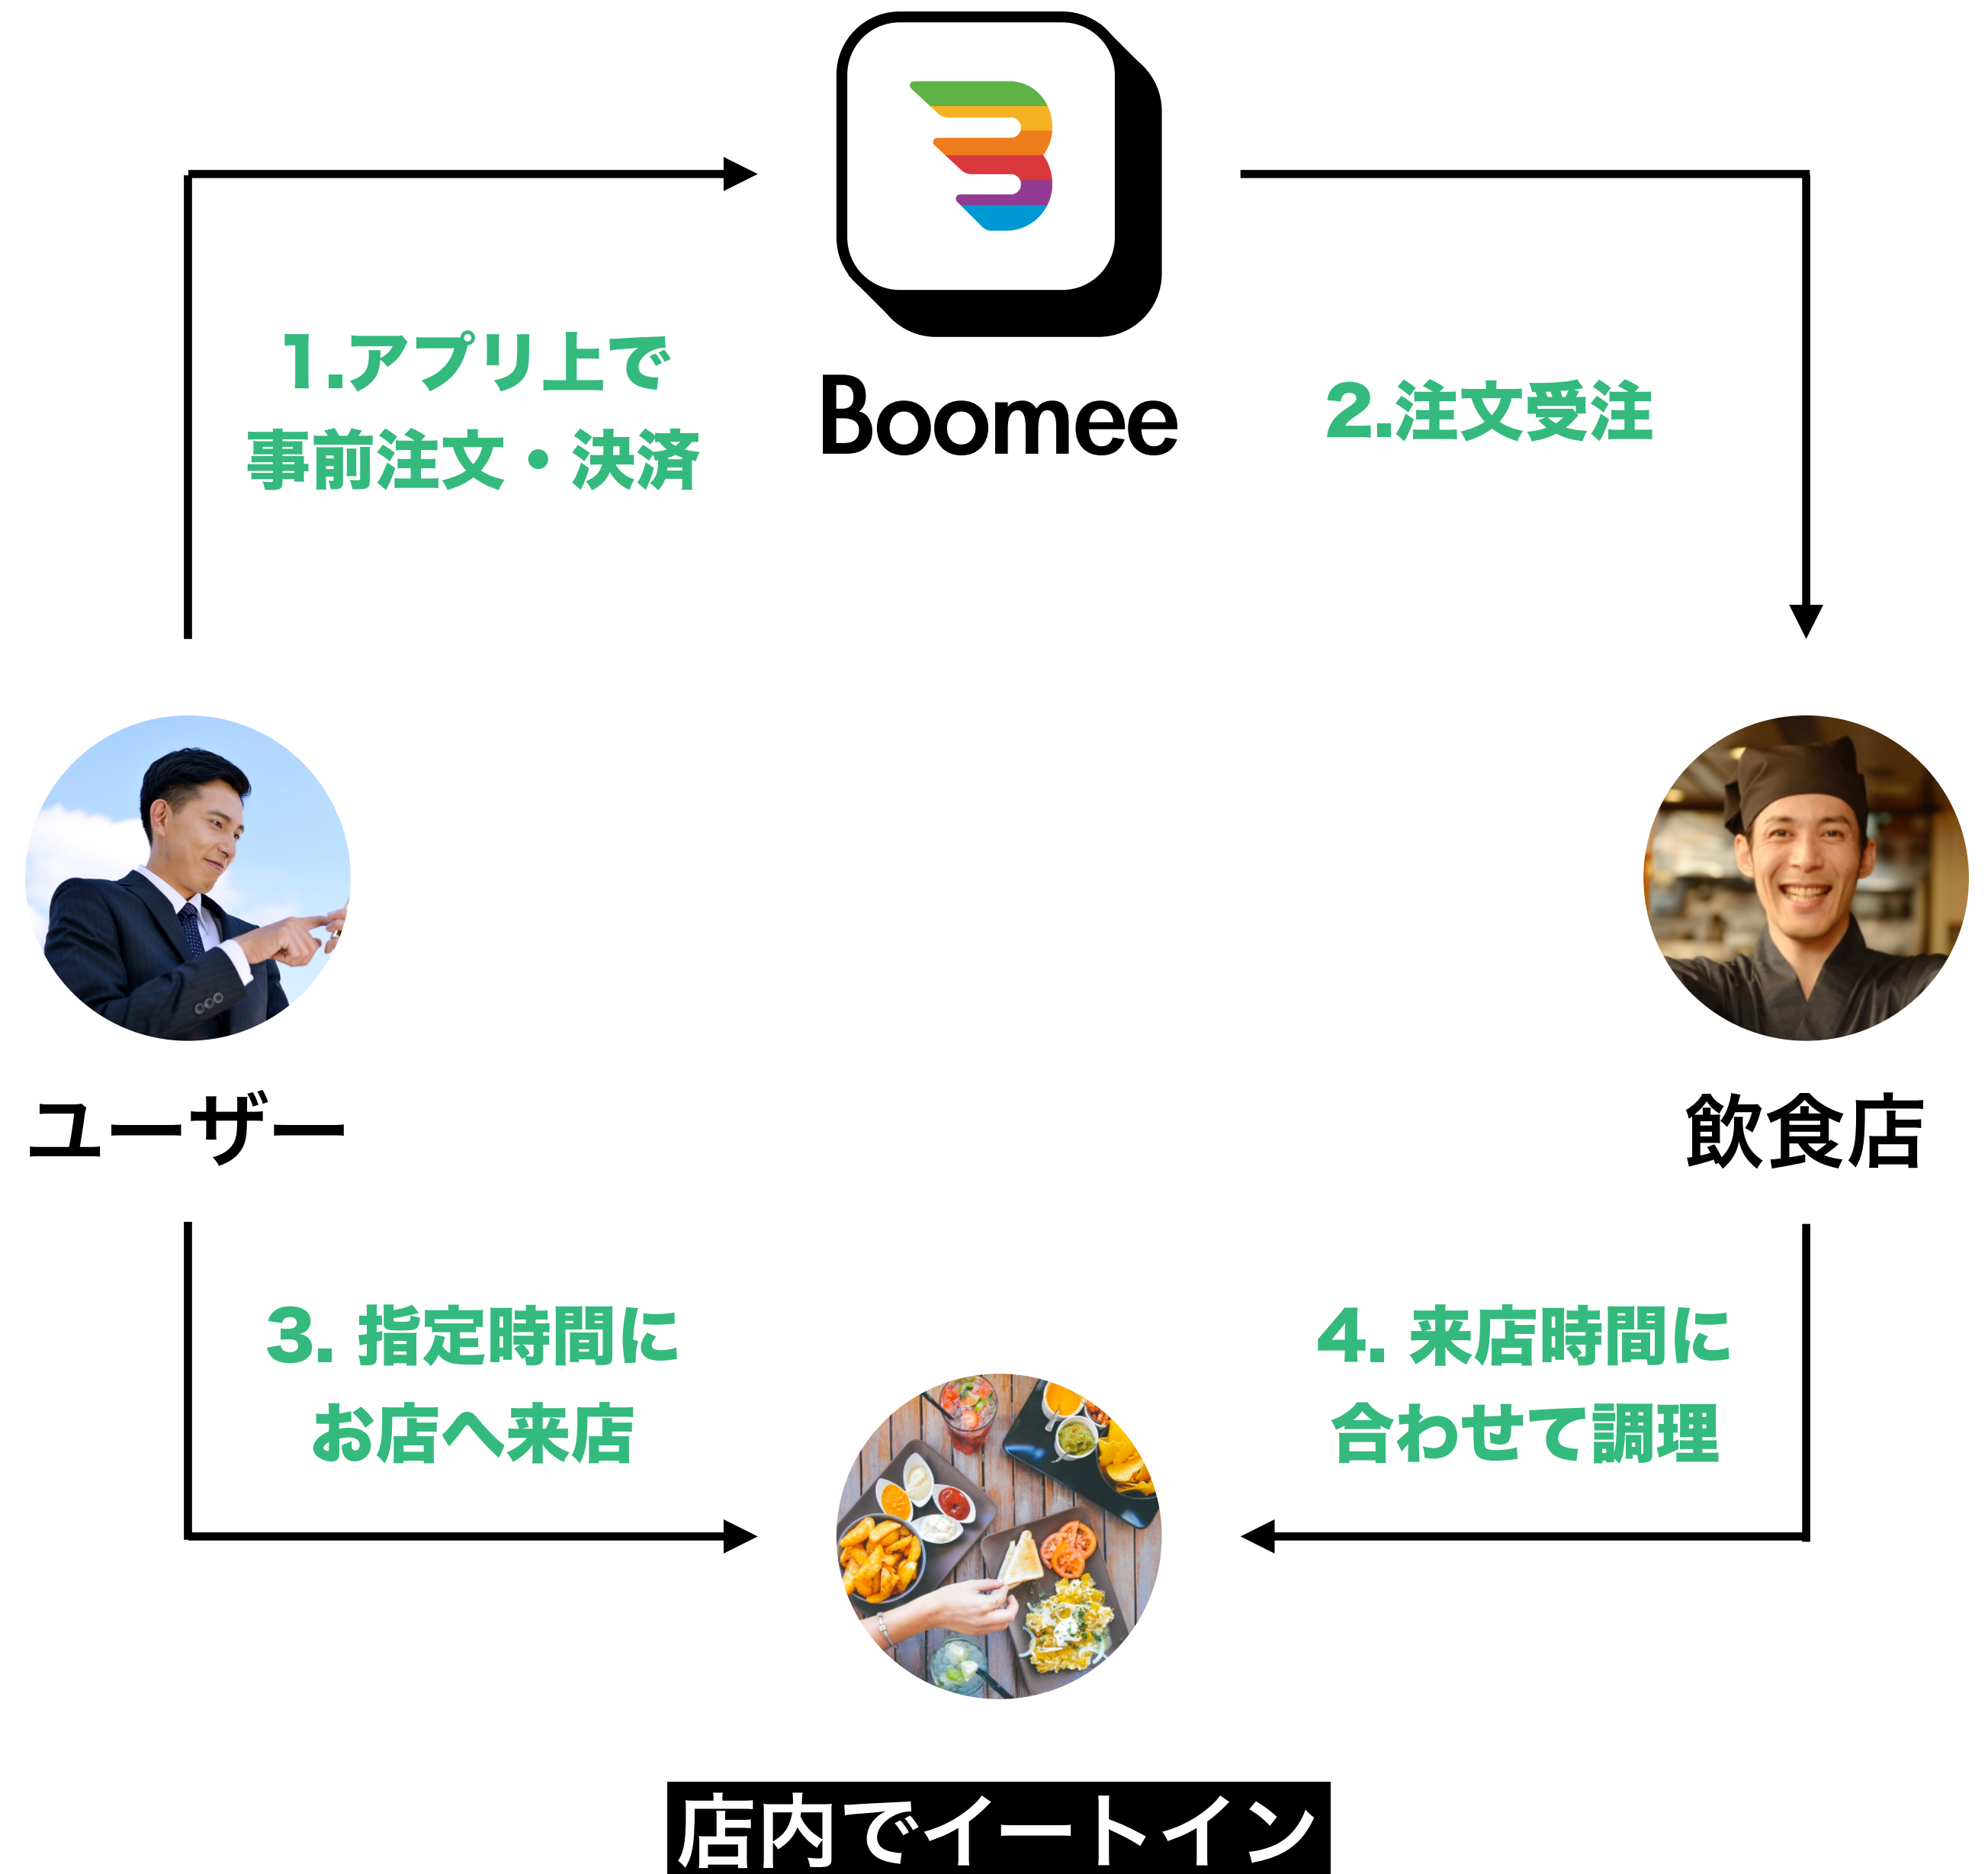 1.アプリ上で
事前注文・決済
Boomee
2.注文受注
ユーザー
飲食店
3. 指定時間に
お店へ来店
4. 来店時間に
合わせて調理
店内でイートイン